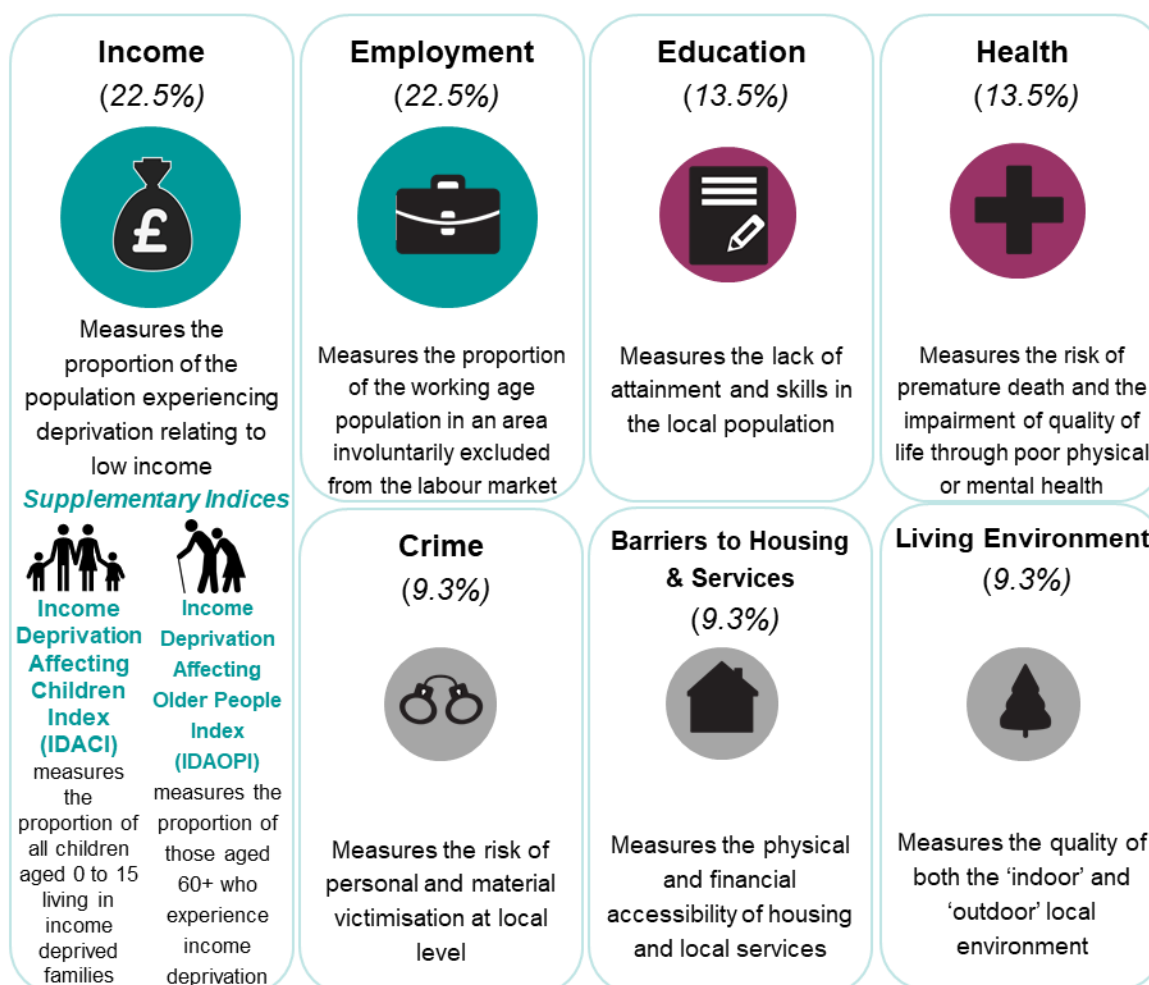 Income
(22.5%)
£
Measures the
proportion of the
population experiencing
deprivation relating to
low income
Supplementary Indices
Income
Deprivation
Affecting
Children
Index
(IDACI)
measures
the
proportion of
all children
aged 0 to 15
living in
income
deprived
families
Income
Deprivation
Affecting
Older People
Index
(IDAOPI)
measures the
proportion of
those aged
60+ who
experience
income
deprivation
Employment
(22.5%)
Measures the proportion
of the working age
population in an area
involuntarily excluded
from the labour market
Education
(13.5%)
Measures the lack of
attainment and skills in
the local population
Health
(13.5%)
Measures the risk of
premature death and the
impairment of quality of
life through poor physical
or mental health
Crime
(9.3%)
Measures the risk of
personal and material
victimisation at local
level
Barriers to Housing
& Services
(9.3%)
Measures the physical
and financial
accessibility of housing
and local services
Living Environment
(9.3%)
Measures the quality of
both the ‘indoor’ and
‘outdoor’ local
environment